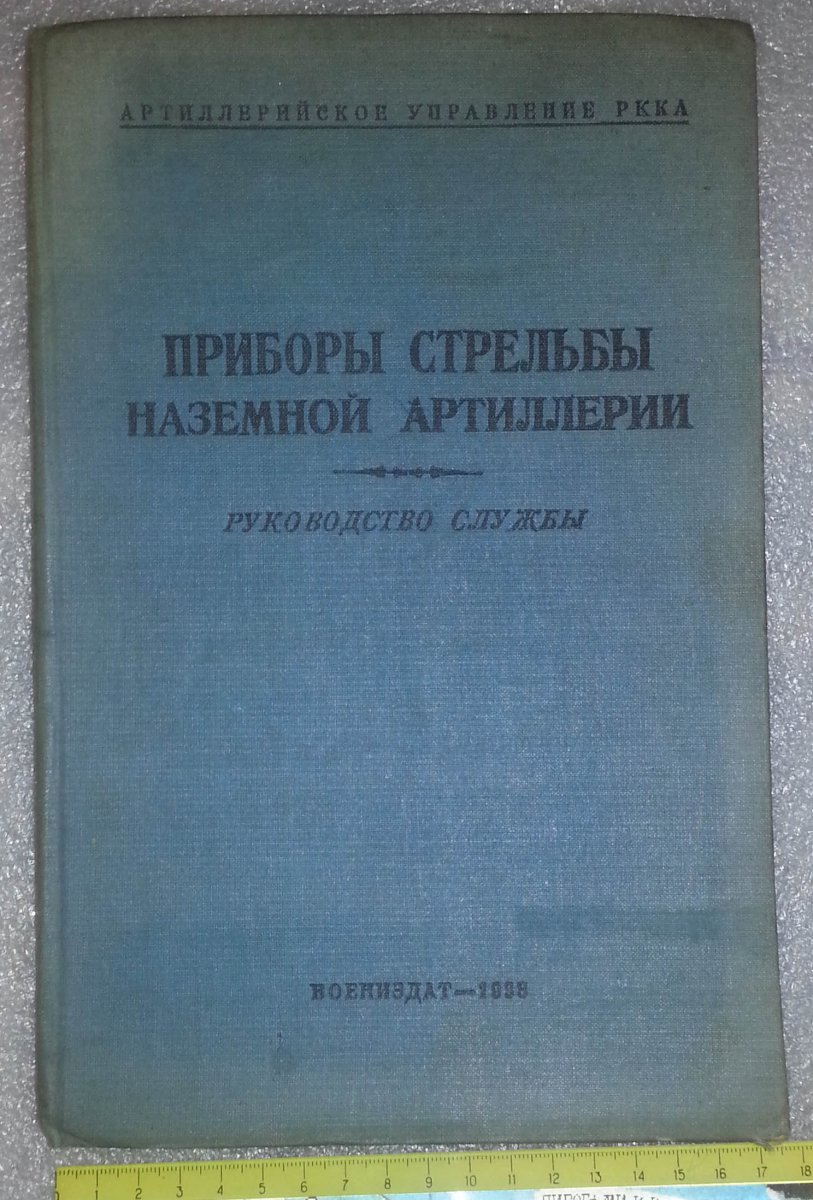 АРТИЛЛЕРИЙСКОЕ УПРАВЛЕНИЕ РККА
ПРИБОРЫ СТРЕЛЬБЫ
НАЗЕМНОЙ АРТИЛЛЕРИИ
РУКОВОДСТВО СЛУЖБЫ
ВОЕНИЗДАТ—1938
1 2 3 4 5 6 7 8 9 10 11 12 13 14 15 16 17 18